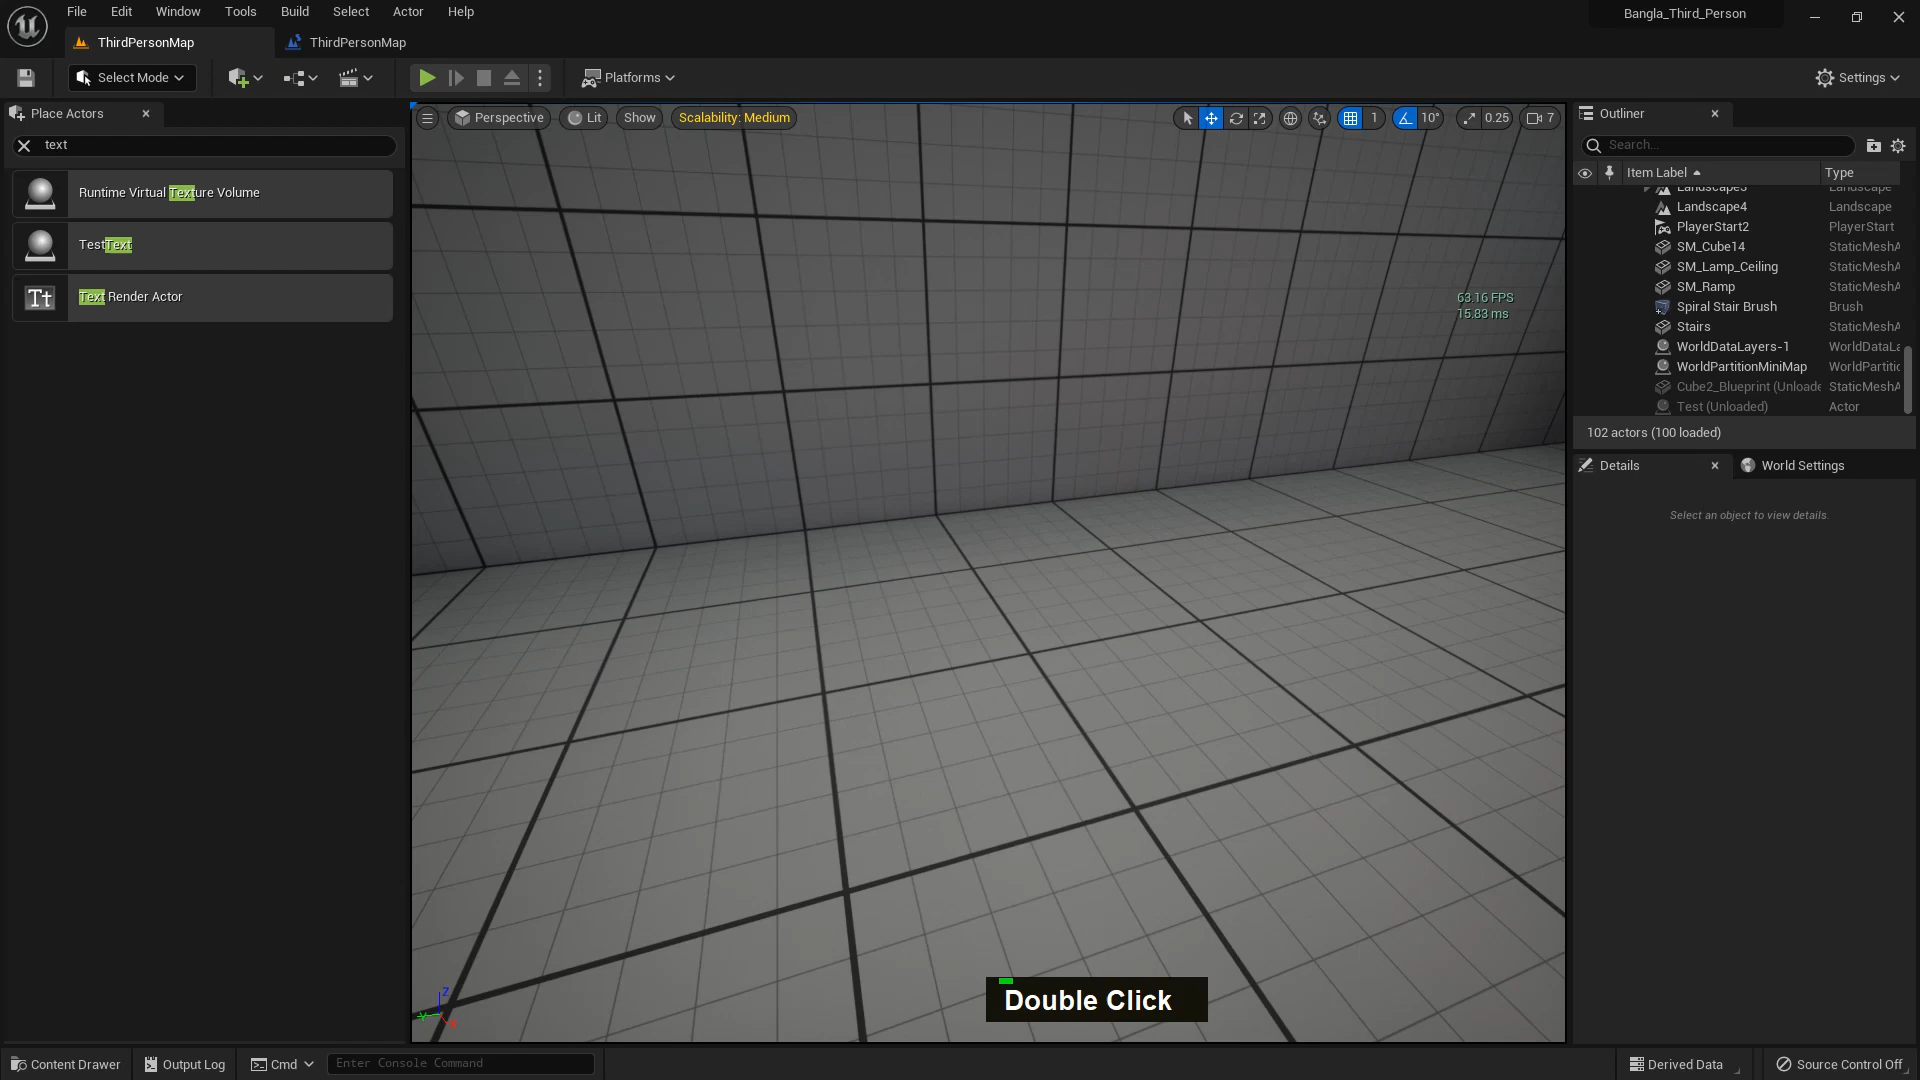 File Edit Window Tools Build Select Actor Help
Bangla_Third_Person
ThirdPersonMap
ThirdPersonMap
Select Mode
Platforms
Settings
Place Actors
text
Runtime Virtual Texture Volume
TestText
Text Render Actor
Perspective
Lit
Show
Scalability: Medium
1
10°
0.25
7
63.16 FPS
15.83 ms
Z
Y
X
Double Click
Outliner
Search...
Item Label Type
Landscape3 Landscape
Landscape4 Landscape
PlayerStart2 PlayerStart
SM_Cube14 StaticMeshA
SM_Lamp_Ceiling StaticMeshA
SM_Ramp StaticMeshA
Spiral Stair Brush Brush
Stairs StaticMeshA
WorldDataLayers-1 WorldDataLa
WorldPartitionMiniMap WorldPartitio
Cube2_Blueprint (Unloade StaticMeshA
Test (Unloaded) Actor
102 actors (100 loaded)
Details
World Settings
Select an object to view details.
Content Drawer
Output Log
Cmd
Enter Console Command
Derived Data
Source Control Off